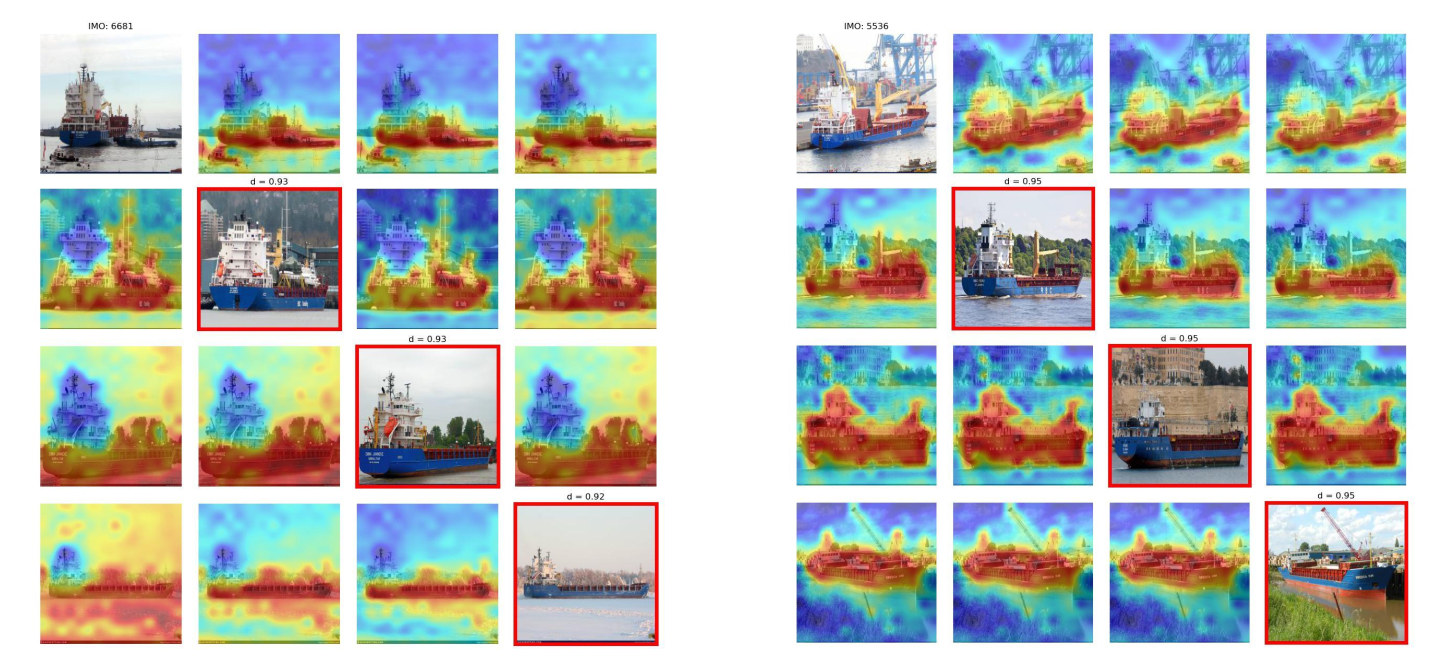 IMO: 6681
IMO: 5536
d = 0.93
d = 0.95
d = 0.93
d = 0.95
d = 0.92
d = 0.95